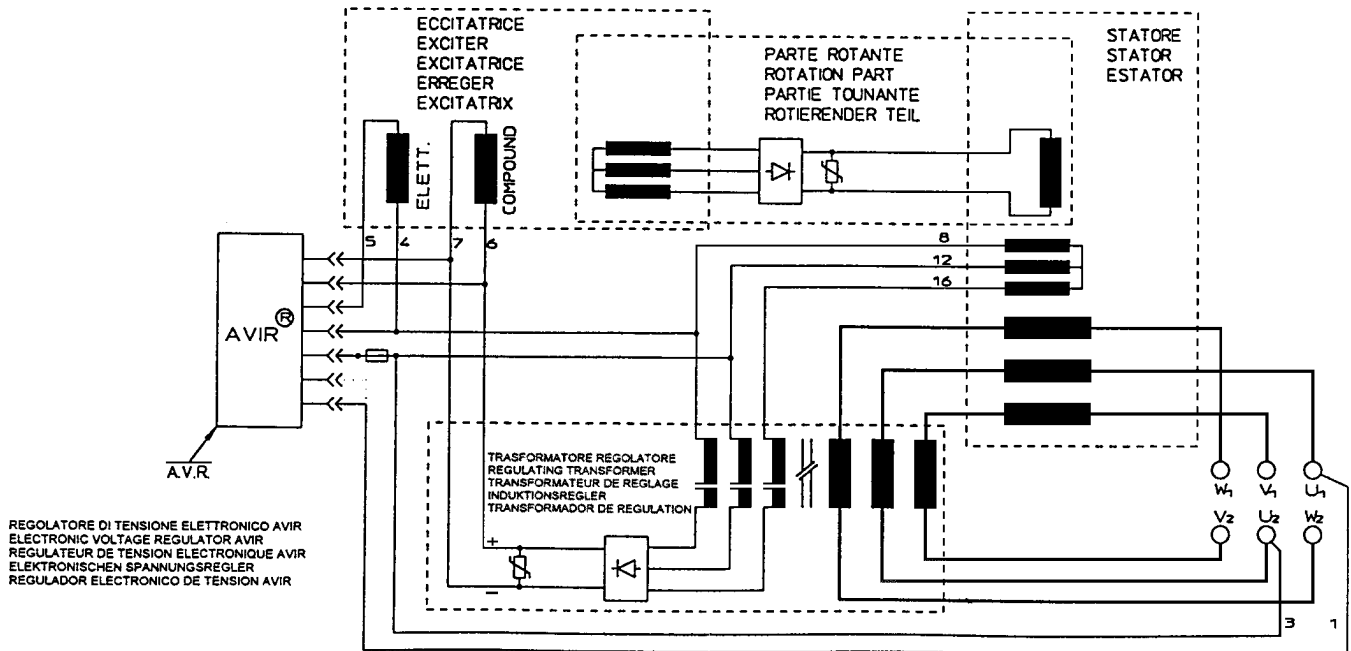 ECCITATRICE
EXCITER
EXCITATRICE
ERREGER
EXCITATRIX
PARTE ROTANTE
ROTATION PART
PARTIE TOUNANTE
ROTIERENDER TEIL
STATORE
STATOR
ESTATOR
ELETT.
COMPOUND
5 4 7 6
8
12
16
AVIR®
A.V.R.
TRASFORMATORE REGOLATORE
REGULATING TRANSFORMER
TRANSFORMATEUR DE REGLAGE
INDUKTIONSREGLER
TRANSFORMADOR DE REGULATION
+
−
W1 V1 U1
V2 U2 W2
3 1
REGOLATORE DI TENSIONE ELETTRONICO AVIR
ELECTRONIC VOLTAGE REGULATOR AVIR
REGULATEUR DE TENSION ELECTRONIQUE AVIR
ELEKTRONISCHEN SPANNUNGSREGLER
REGULADOR ELECTRONICO DE TENSION AVIR